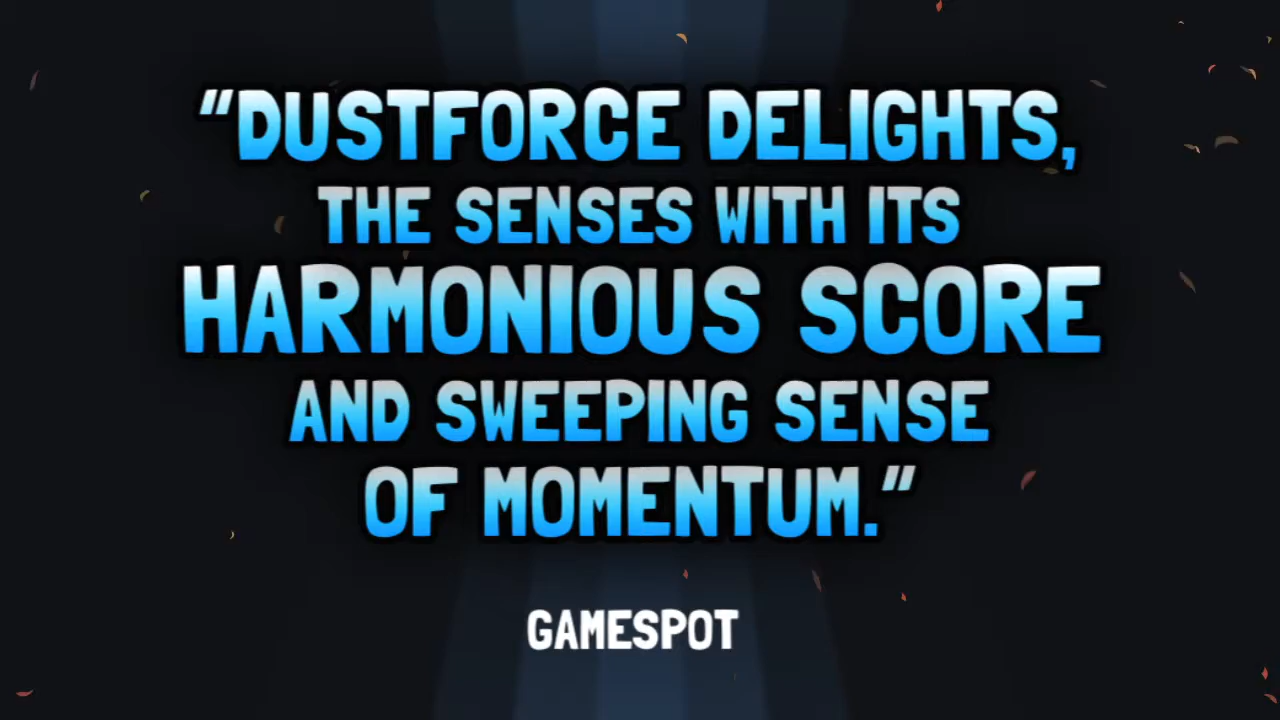 "DUSTFORCE DELIGHTS,
THE SENSES WITH ITS
HARMONIOUS SCORE
AND SWEEPING SENSE
OF MOMENTUM."
GAMESPOT